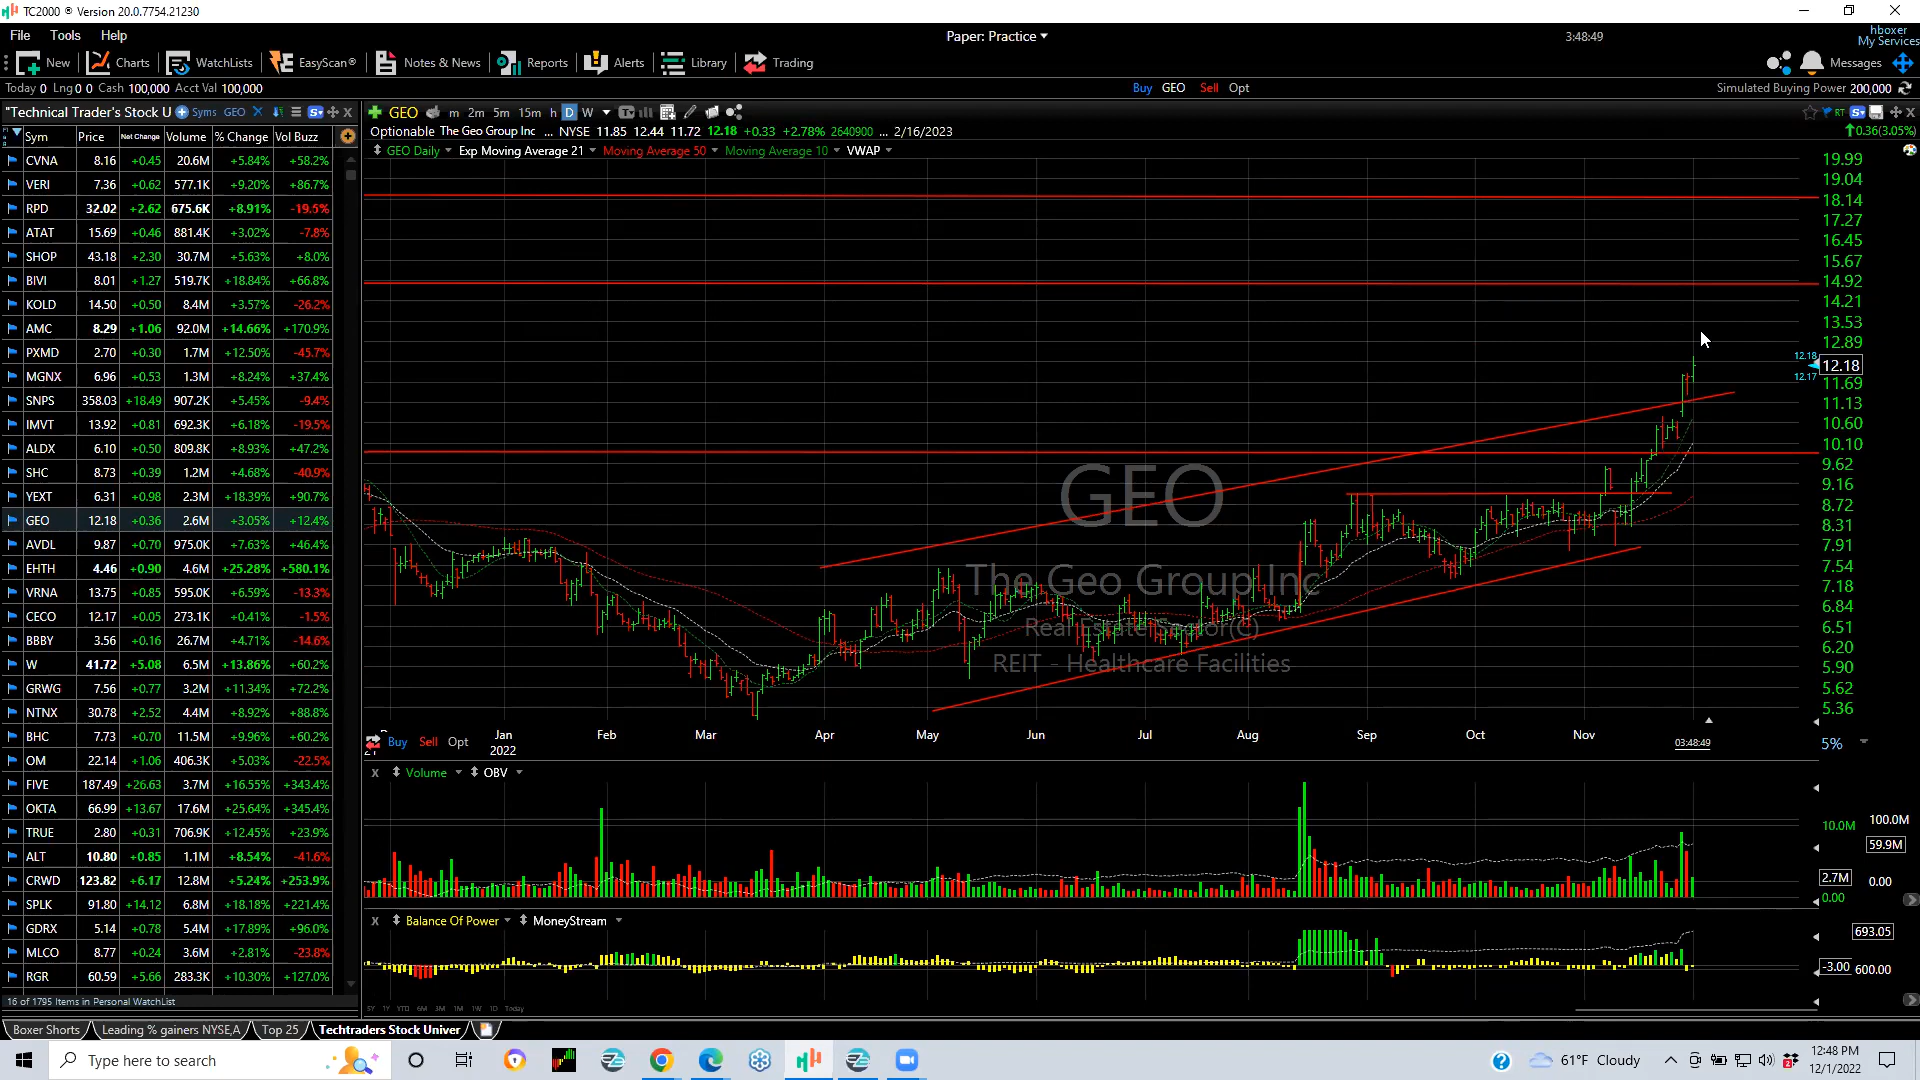 TC2000 ® Version 20.0.7754.21230
File Tools Help
Paper: Practice
3:48:49
hboxer
My Services
New Charts WatchLists EasyScan® Notes & News Reports Alerts Library Trading
Messages
Today 0 Lng 0 0 Cash 100,000 Acct Val 100,000
Buy GEO Sell Opt
Simulated Buying Power 200,000
"Technical Trader's Stock U Syms GEO
GEO m 2m 5m 15m h D W
RT
Optionable The Geo Group Inc ... NYSE 11.85 12.44 11.72 12.18 +0.33 +2.78% 2640900 ... 2/16/2023
0.36(3.05%)
GEO Daily Exp Moving Average 21 Moving Average 50 Moving Average 10 VWAP
Sym Price Net Change Volume % Change Vol Buzz
CVNA 8.16 +0.45 20.6M +5.84% +58.2%
VERI 7.36 +0.62 577.1K +9.20% +86.7%
RPD 32.02 +2.62 675.6K +8.91% -19.5%
ATAT 15.69 +0.46 881.4K +3.02% -7.8%
SHOP 43.18 +2.30 30.7M +5.63% +8.0%
BIVI 8.01 +1.27 519.7K +18.84% +66.8%
KOLD 14.50 +0.50 8.4M +3.57% -26.2%
AMC 8.29 +1.06 92.0M +14.66% +170.9%
PXMD 2.70 +0.30 1.7M +12.50% -45.7%
MGNX 6.96 +0.53 1.3M +8.24% +37.4%
SNPS 358.03 +18.49 907.2K +5.45% -9.4%
IMVT 13.92 +0.81 692.3K +6.18% -19.5%
ALDX 6.10 +0.50 809.8K +8.93% +47.2%
SHC 8.73 +0.39 1.2M +4.68% -40.9%
YEXT 6.31 +0.98 2.3M +18.39% +90.7%
GEO 12.18 +0.36 2.6M +3.05% +12.4%
AVDL 9.87 +0.70 975.0K +7.63% +46.4%
EHTH 4.46 +0.90 4.6M +25.28% +580.1%
VRNA 13.75 +0.85 595.0K +6.59% -13.3%
CECO 12.17 +0.05 273.1K +0.41% -1.5%
BBBY 3.56 +0.16 26.7M +4.71% -14.6%
W 41.72 +5.08 6.5M +13.86% +60.2%
GRWG 7.56 +0.77 3.2M +11.34% +72.2%
NTNX 30.78 +2.52 4.4M +8.92% +88.8%
BHC 7.73 +0.70 11.5M +9.96% +60.2%
OM 22.14 +1.06 406.3K +5.03% -22.5%
FIVE 187.49 +26.63 3.7M +16.55% +343.4%
OKTA 66.99 +13.67 17.6M +25.64% +345.4%
TRUE 2.80 +0.31 706.9K +12.45% +23.9%
ALT 10.80 +0.85 1.1M +8.54% -41.6%
CRWD 123.82 +6.17 12.8M +5.24% +253.9%
SPLK 91.80 +14.12 6.8M +18.18% +221.4%
GDRX 5.14 +0.78 5.4M +17.89% +96.0%
MLCO 8.77 +0.24 3.6M +2.81% -23.8%
RGR 60.59 +5.66 283.3K +10.30% +127.0%
16 of 1795 Items in Personal WatchList
19.99
19.04
18.14
17.27
16.45
15.67
14.92
14.21
13.53
12.89
12.18
12.18
12.17
11.69
11.13
10.60
10.10
9.62
9.16
8.72
8.31
7.91
7.54
7.18
6.84
6.51
6.20
5.90
5.62
5.36
5%
GEO
The Geo Group Inc
Real Estate Sector(C)
REIT - Healthcare Facilities
Jan Feb Mar Apr May Jun Jul Aug Sep Oct Nov
2022
Buy Sell Opt
03:48:49
Volume OBV
10.0M 100.0M
59.9M
2.7M 0.00
0.00
Balance Of Power MoneyStream
693.05
-3.00 600.00
5Y 1Y YTD 6M 3M 1M 1W 1D Today
Boxer Shorts Leading % gainers NYSE,A Top 25 Techtraders Stock Univer
Type here to search
61°F Cloudy
12:48 PM
12/1/2022